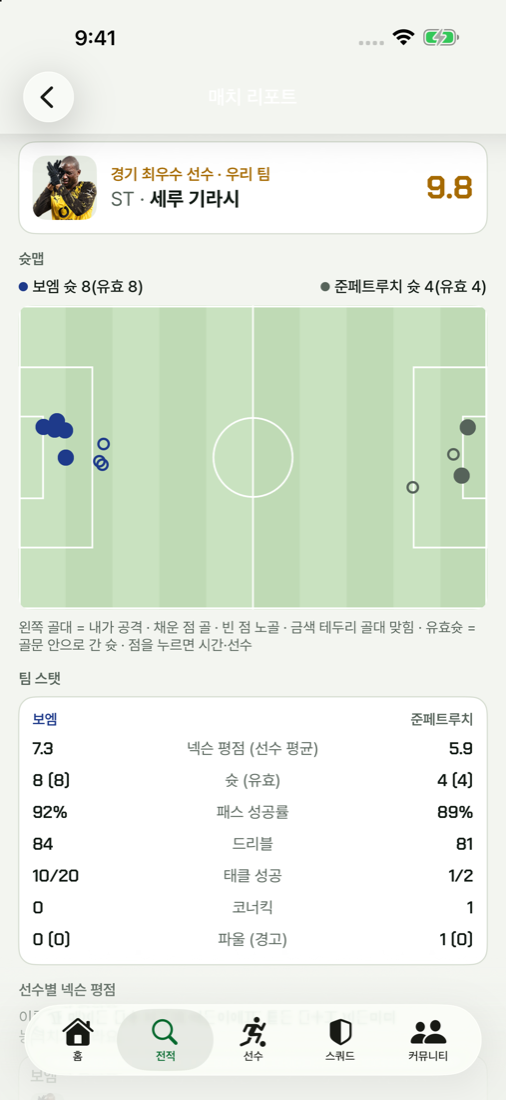 9:41
매치 리포트
경기 최우수 선수 · 우리 팀
ST · 세루 기라시
9.8
슛맵
보엠 슛 8(유효 8)
준페트루치 슛 4(유효 4)
왼쪽 골대 = 내가 공격 · 채운 점 골 · 빈 점 노골 · 금색 테두리 골대 맞힘 · 유효슛 =
골문 안으로 간 슛 · 점을 누르면 시간·선수
팀 스탯
보엠 준페트루치
7.3 넥슨 평점 (선수 평균) 5.9
8 (8) 슛 (유효) 4 (4)
92% 패스 성공률 89%
84 드리블 81
10/20 태클 성공 1/2
0 코너킥 1
0 (0) 파울 (경고) 1 (0)
선수별 넥슨 평점
보엠
홈 전적 선수 스쿼드 커뮤니티